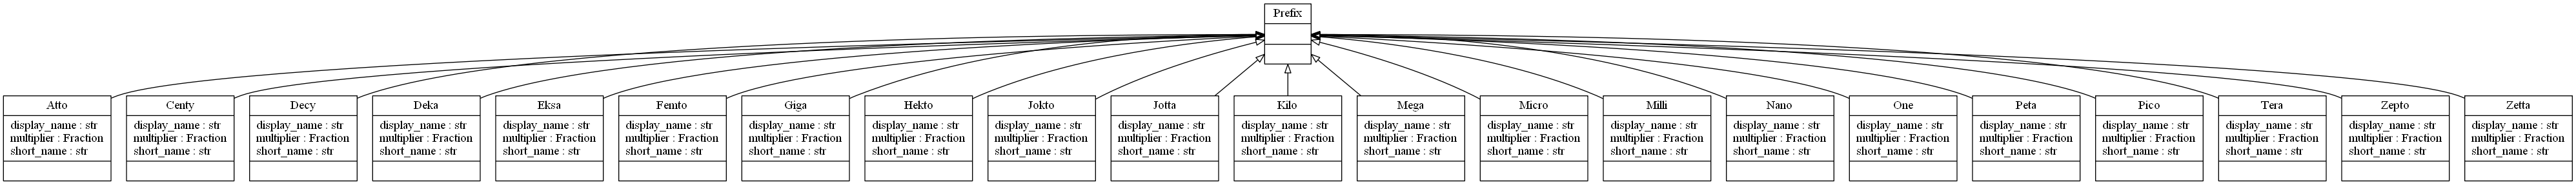 Prefix
Atto
display_name : str
multiplier : Fraction
short_name : str
Centy
display_name : str
multiplier : Fraction
short_name : str
Decy
display_name : str
multiplier : Fraction
short_name : str
Deka
display_name : str
multiplier : Fraction
short_name : str
Eksa
display_name : str
multiplier : Fraction
short_name : str
Femto
display_name : str
multiplier : Fraction
short_name : str
Giga
display_name : str
multiplier : Fraction
short_name : str
Hekto
display_name : str
multiplier : Fraction
short_name : str
Jokto
display_name : str
multiplier : Fraction
short_name : str
Jotta
display_name : str
multiplier : Fraction
short_name : str
Kilo
display_name : str
multiplier : Fraction
short_name : str
Mega
display_name : str
multiplier : Fraction
short_name : str
Micro
display_name : str
multiplier : Fraction
short_name : str
Milli
display_name : str
multiplier : Fraction
short_name : str
Nano
display_name : str
multiplier : Fraction
short_name : str
One
display_name : str
multiplier : Fraction
short_name : str
Peta
display_name : str
multiplier : Fraction
short_name : str
Pico
display_name : str
multiplier : Fraction
short_name : str
Tera
display_name : str
multiplier : Fraction
short_name : str
Zepto
display_name : str
multiplier : Fraction
short_name : str
Zetta
display_name : str
multiplier : Fraction
short_name : str